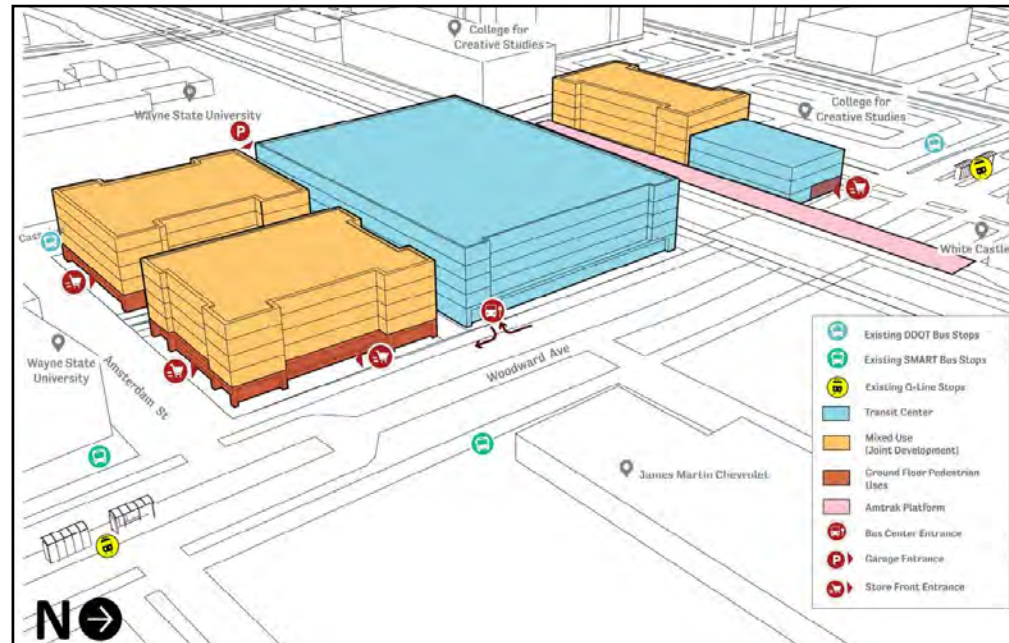 College for
Creative Studies
Wayne State University
P
College for
Creative Studies
White Castle
Wayne State
University
Amsterdam St
Woodward Ave
James Martin Chevrolet
Existing DDOT Bus Stops
Existing SMART Bus Stops
Existing Q-Line Stops
Transit Center
Mixed Use
(Joint Development)
Ground Floor Pedestrian
Uses
Amtrak Platform
Bus Center Entrance
P
Garage Entrance
Store Front Entrance
N